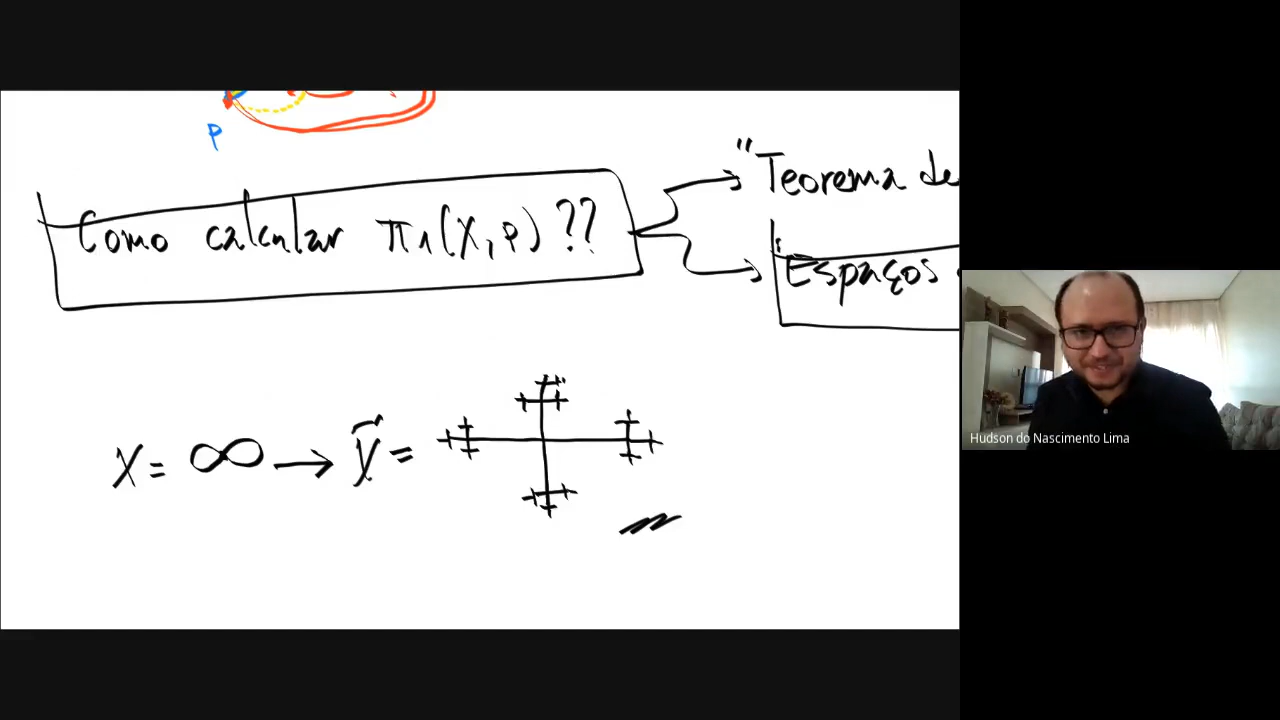 P
"Teorema de
Como calcular π1(X, p) ??
Espaços
X = ∞ → X̃ =
Hudson do Nascimento Lima